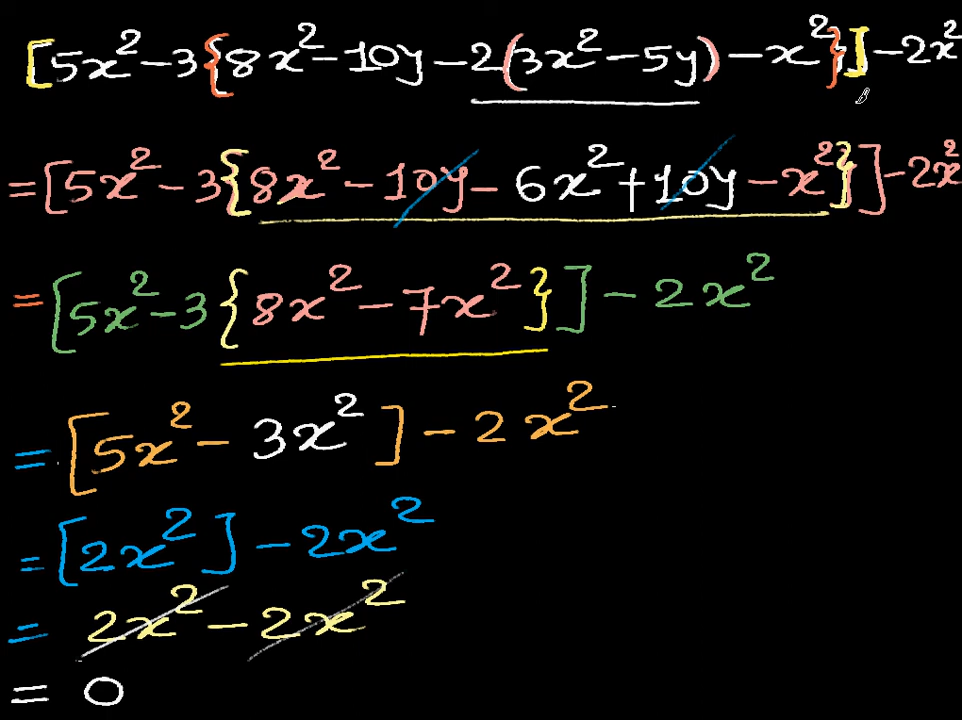 [5x²-3{8x²-10y-2(3x²-5y)-x²}]-2x²
=[5x²-3{8x²-10y-6x²+10y-x²}]-2x²
=[5x²-3{8x²-7x²}]-2x²
=[5x²-3x²]-2x²
=[2x²]-2x²
=2x²-2x²
=0